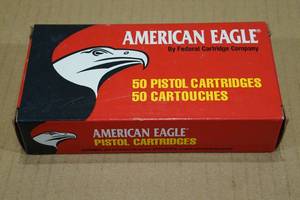 AMERICAN EAGLE®
By Federal Cartridge Company
50 PISTOL CARTRIDGES
50 CARTOUCHES
AMERICAN EAGLE®
PISTOL CARTRIDGES